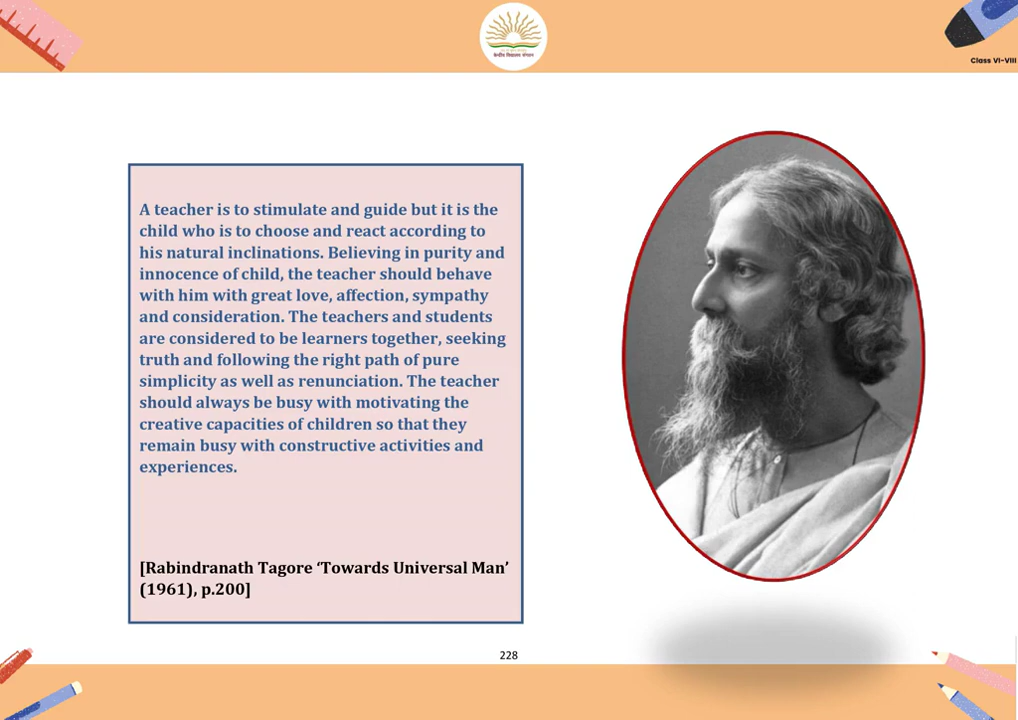 केन्द्रीय विद्यालय संगठन
Class VI-VIII
A teacher is to stimulate and guide but it is the
child who is to choose and react according to
his natural inclinations. Believing in purity and
innocence of child, the teacher should behave
with him with great love, affection, sympathy
and consideration. The teachers and students
are considered to be learners together, seeking
truth and following the right path of pure
simplicity as well as renunciation. The teacher
should always be busy with motivating the
creative capacities of children so that they
remain busy with constructive activities and
experiences.
[Rabindranath Tagore ‘Towards Universal Man’
(1961), p.200]
228